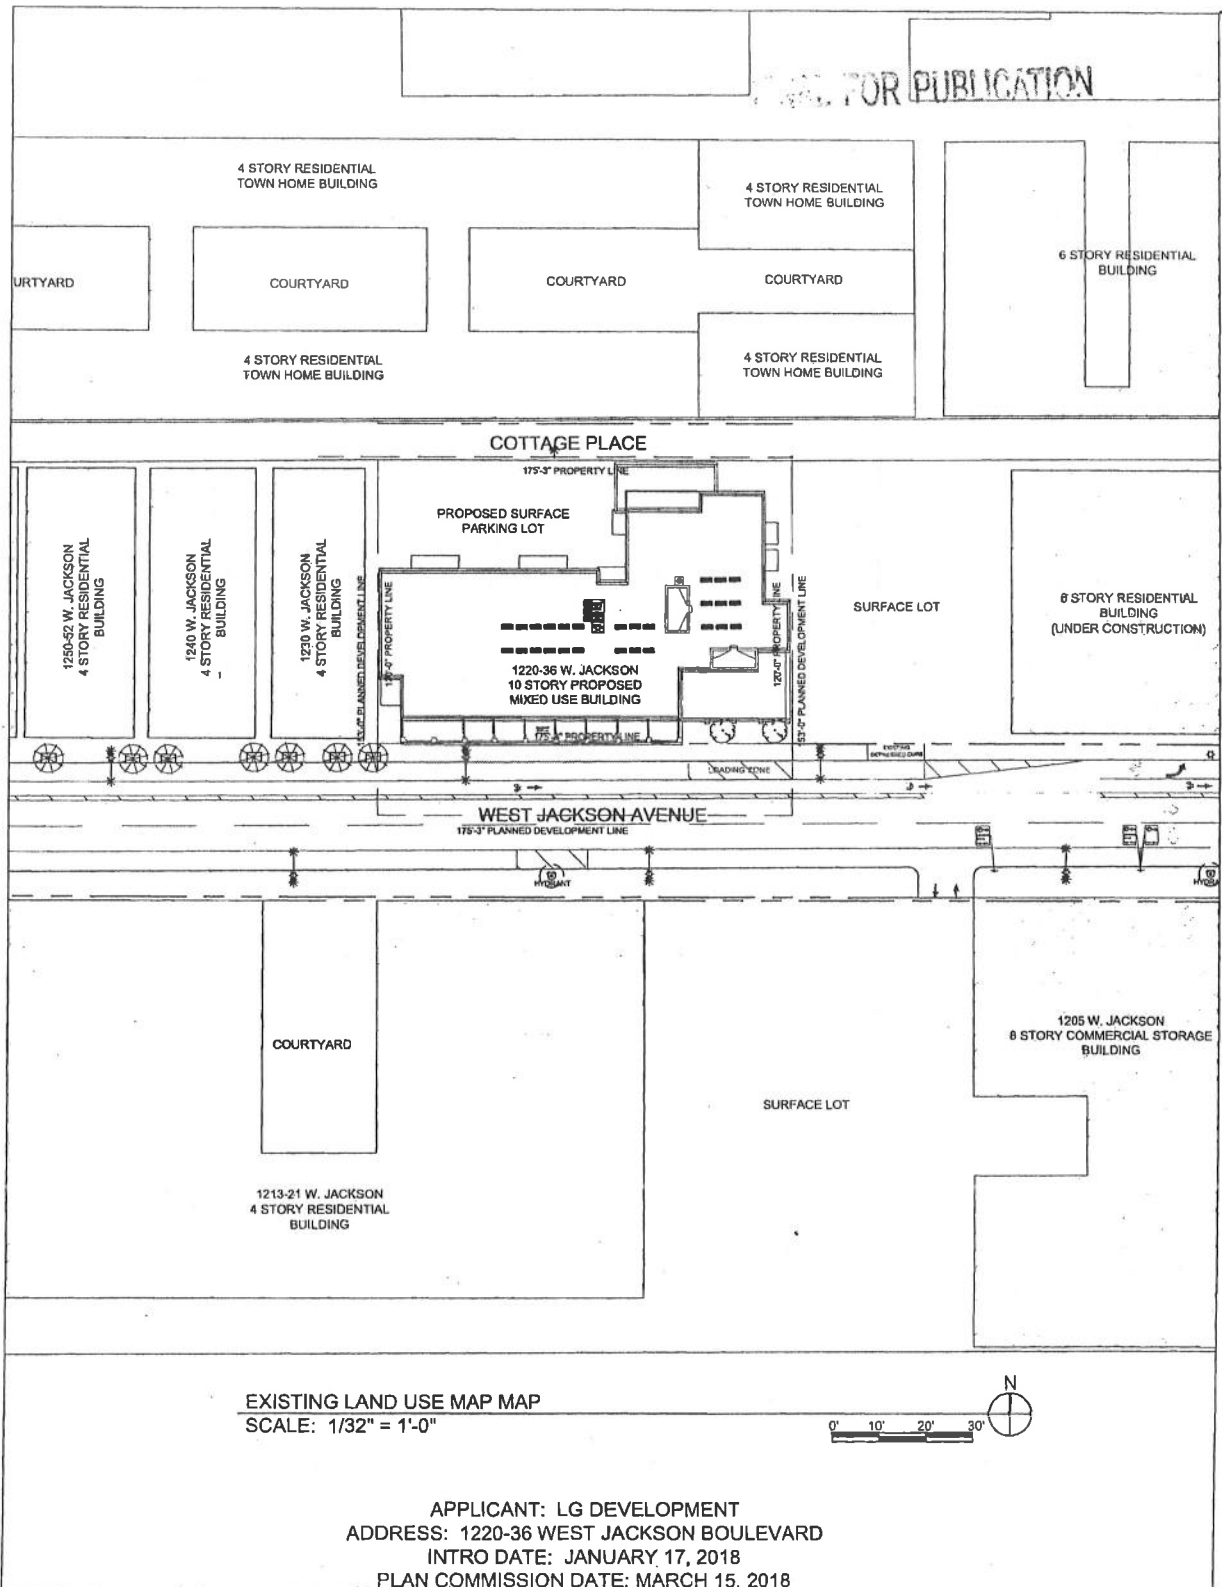 FOR PUBLICATION
4 STORY RESIDENTIAL
TOWN HOME BUILDING
4 STORY RESIDENTIAL
TOWN HOME BUILDING
6 STORY RESIDENTIAL
BUILDING
URTYARD
COURTYARD
COURTYARD
COURTYARD
4 STORY RESIDENTIAL
TOWN HOME BUILDING
4 STORY RESIDENTIAL
TOWN HOME BUILDING
COTTAGE PLACE
175'-3" PROPERTY LINE
PROPOSED SURFACE
PARKING LOT
1250-52 W. JACKSON
4 STORY RESIDENTIAL
BUILDING
1240 W. JACKSON
4 STORY RESIDENTIAL
BUILDING
1230 W. JACKSON
4 STORY RESIDENTIAL
BUILDING
153'-0" PLANNED DEVELOPMENT LINE
120'-0" PROPERTY LINE
1220-36 W. JACKSON
10 STORY PROPOSED
MIXED USE BUILDING
120'-0" PROPERTY LINE
153'-0" PLANNED DEVELOPMENT LINE
SURFACE LOT
6 STORY RESIDENTIAL
BUILDING
(UNDER CONSTRUCTION)
PROPERTY LINE
EXISTING
DEPRESSED CURB
LOADING ZONE
WEST JACKSON AVENUE
175'-3" PLANNED DEVELOPMENT LINE
HYDRANT
HYDRA
COURTYARD
1205 W. JACKSON
8 STORY COMMERCIAL STORAGE
BUILDING
SURFACE LOT
1213-21 W. JACKSON
4 STORY RESIDENTIAL
BUILDING
EXISTING LAND USE MAP MAP
SCALE: 1/32" = 1'-0"
0' 10' 20' 30'
N
APPLICANT: LG DEVELOPMENT
ADDRESS: 1220-36 WEST JACKSON BOULEVARD
INTRO DATE: JANUARY 17, 2018
PLAN COMMISSION DATE: MARCH 15, 2018